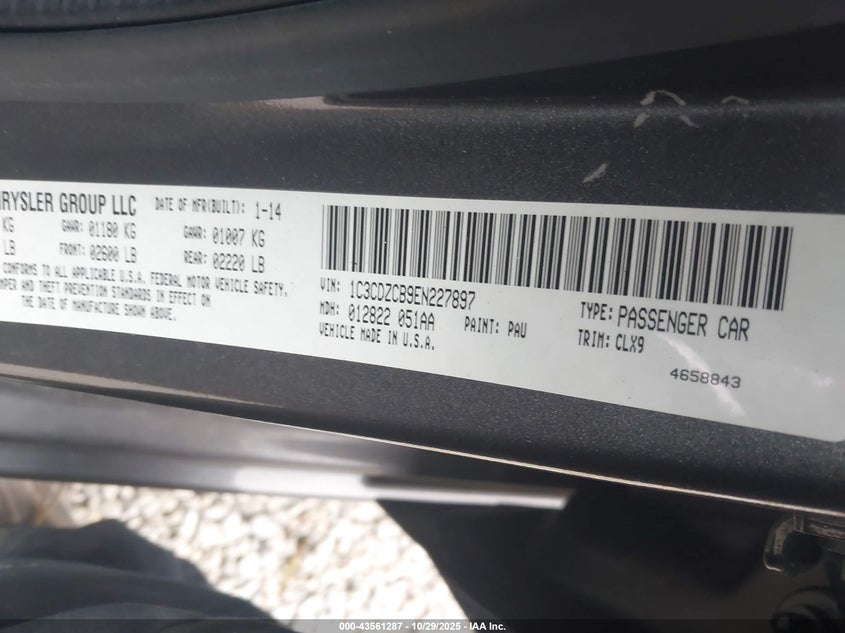 HRYSLER GROUP LLC DATE OF MFR(BUILT): 1-14
KG GAWR: 01180 KG GAWR: 01007 KG
LB FRONT: 02600 LB REAR: 02220 LB
CONFORMS TO ALL APPLICABLE U.S.A. FEDERAL MOTOR VEHICLE SAFETY,
MPER AND THEFT PREVENTION STANDARDS IN EFFECT ON
THE DATE OF MANUFACTURE SHOWN ABOVE.
VIN: 1C3CDZCB9EN227897 TYPE: PASSENGER CAR
MDH: 012822 051AA PAINT: PAU TRIM: CLX9
VEHICLE MADE IN U.S.A.
4658843
000-43561287 - 10/29/2025 - IAA Inc.